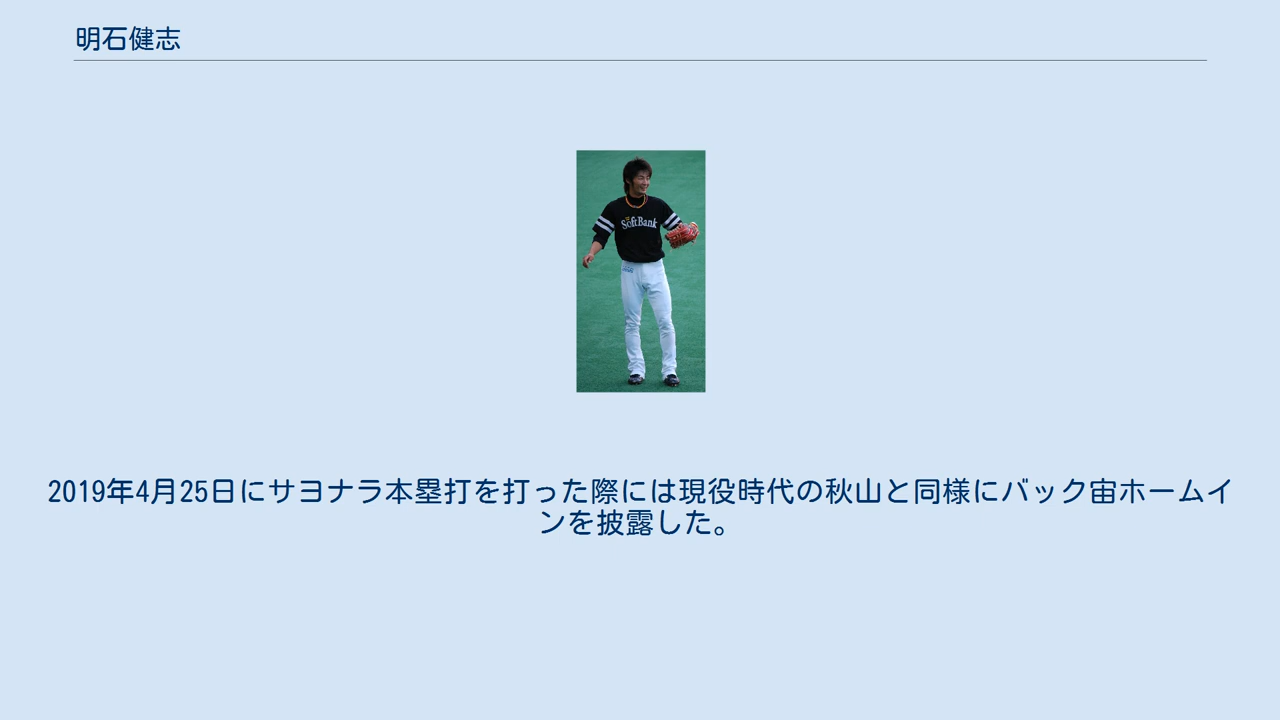 明石健志
SoftBank
2019年4月25日にサヨナラ本塁打を打った際には現役時代の秋山と同様にバック宙ホームイ
ンを披露した。